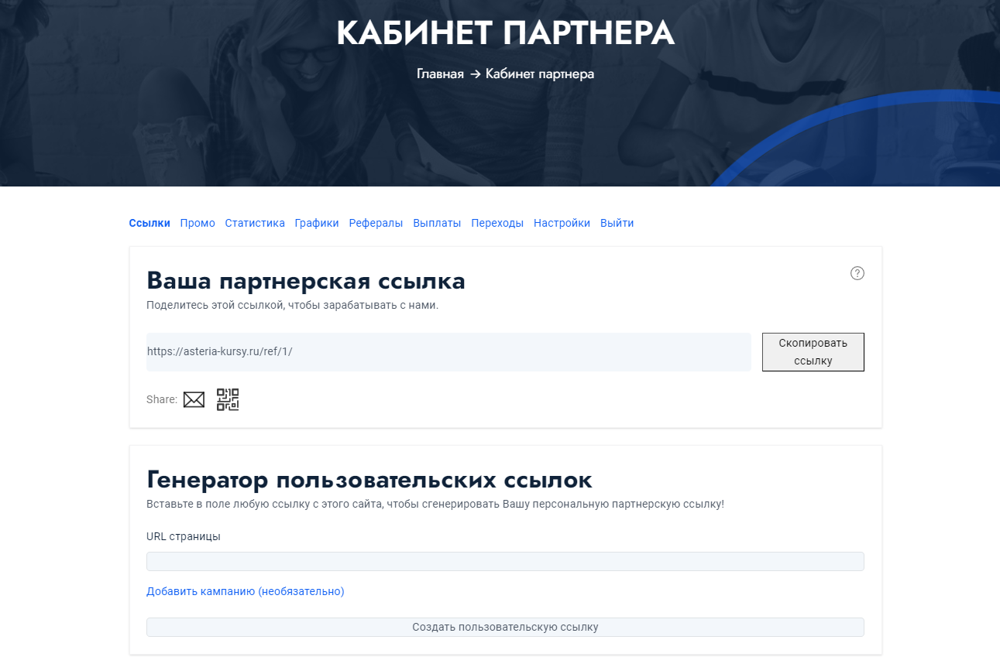 КАБИНЕТ ПАРТНЕРА
Главная → Кабинет партнера
Ссылки Промо Статистика Графики Рефералы Выплаты Переходы Настройки Выйти
Ваша партнерская ссылка
?
Поделитесь этой ссылкой, чтобы зарабатывать с нами.
https://asteria-kursy.ru/ref/1/
Скопировать
ссылку
Share:
Генератор пользовательских ссылок
Вставьте в поле любую ссылку с этого сайта, чтобы сгенерировать Вашу персональную партнерскую ссылку!
URL страницы
Добавить кампанию (необязательно)
Создать пользовательскую ссылку